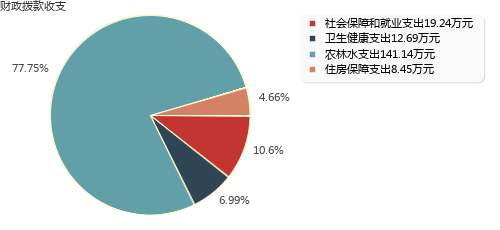 财政拨款收支
社会保障和就业支出19.24万元
卫生健康支出12.69万元
农林水支出141.14万元
住房保障支出8.45万元
77.75%
4.66%
10.6%
6.99%